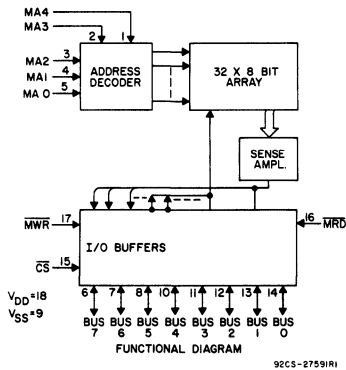 MA4
MA3
2
1
MA2 3
MA1 4
MA0 5
ADDRESS
DECODER
32 X 8 BIT
ARRAY
SENSE
AMPL.
MWR 17
16 MRD
I/O BUFFERS
CS 15
VDD=18
VSS=9
6 7 8 10 11 12 13 14
BUS BUS BUS BUS BUS BUS BUS BUS
7 6 5 4 3 2 1 0
FUNCTIONAL DIAGRAM
92CS-27591R1